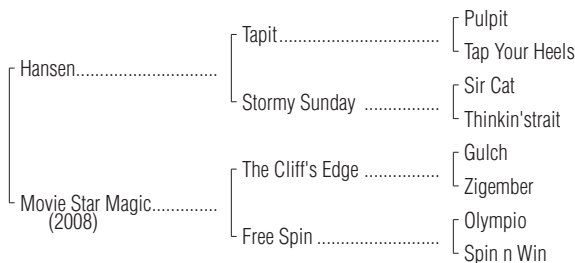 Pulpit
Tapit................................
Tap Your Heels
Hansen............................
Sir Cat
Stormy Sunday ...............
Thinkin'strait
Gulch
The Cliff's Edge ...............
Zigember
Movie Star Magic.............
(2008)
Olympio
Free Spin ........................
Spin n Win